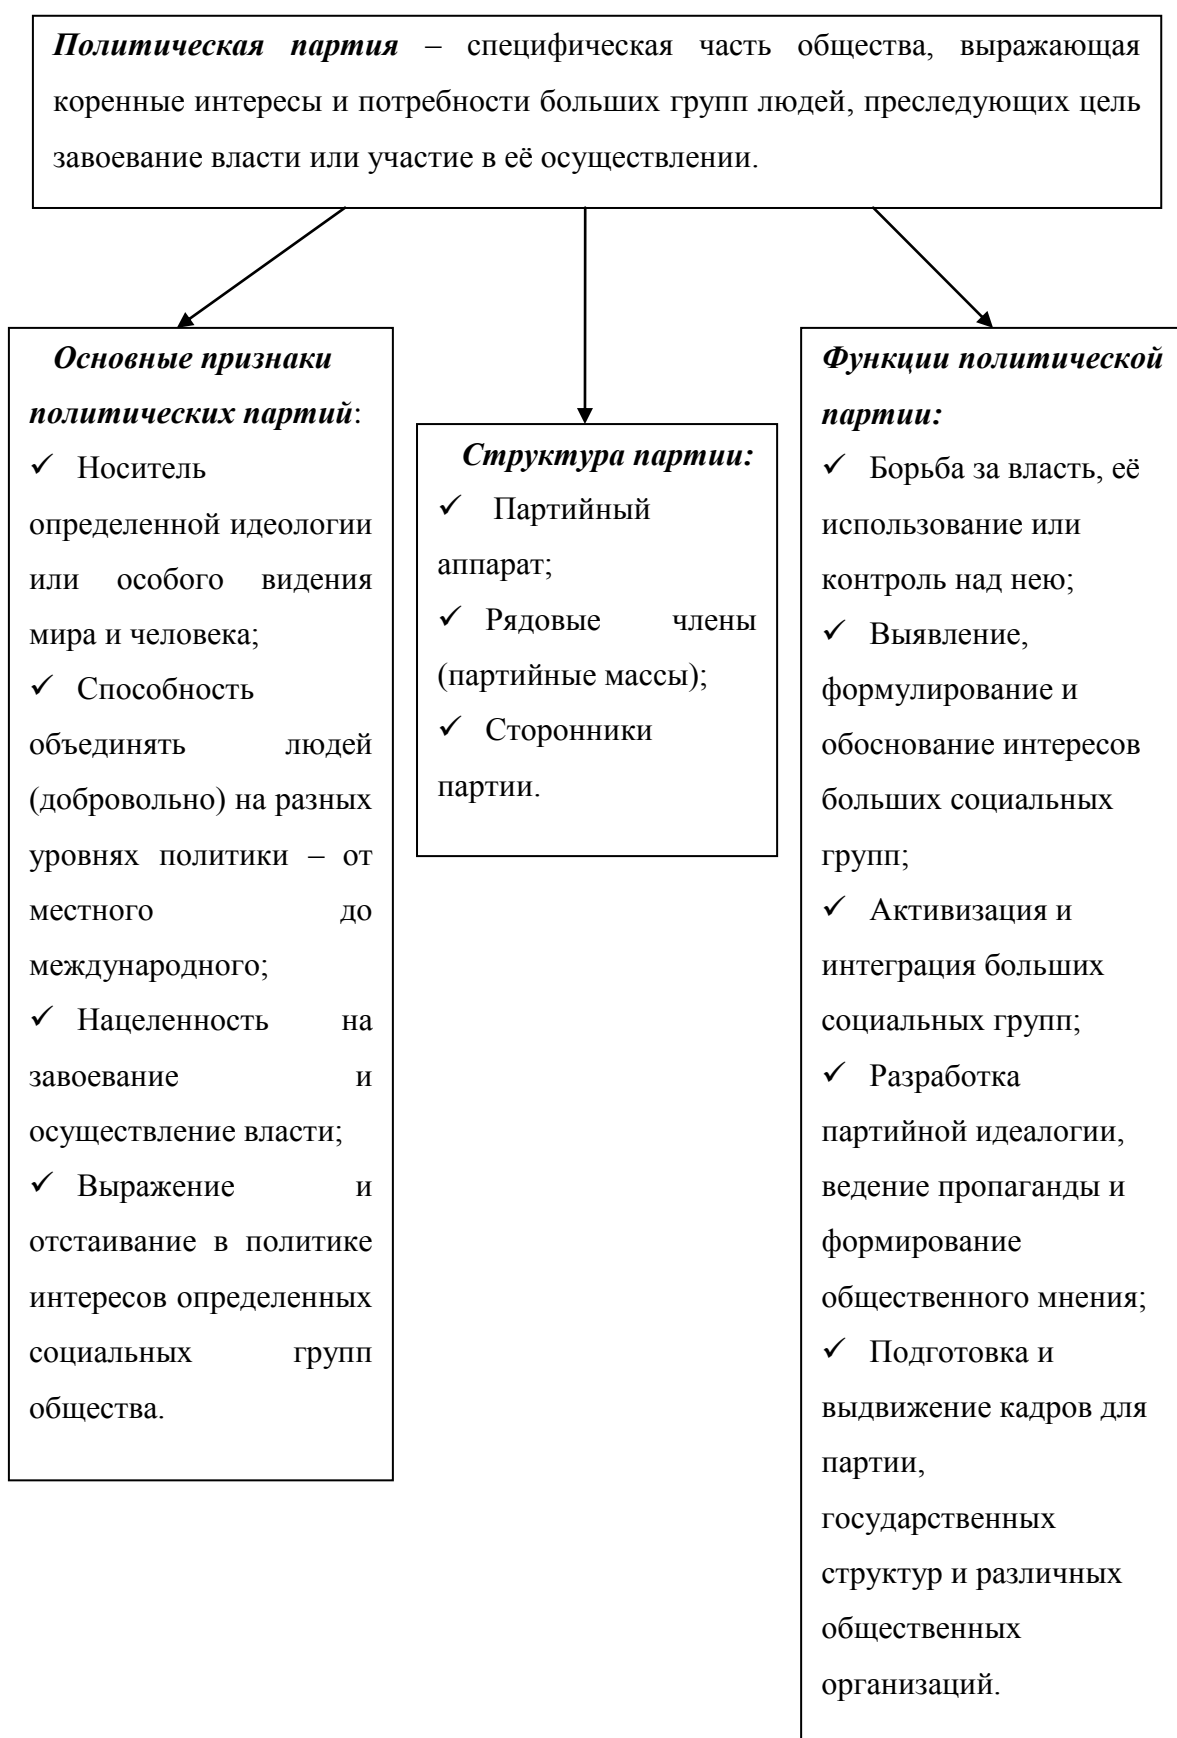 Политическая партия – специфическая часть общества, выражающая
коренные интересы и потребности больших групп людей, преследующих цель
завоевание власти или участие в её осуществлении.
Основные признаки
политических партий:
✓ Носитель
определенной идеологии
или особого видения
мира и человека;
✓ Способность
объединять людей
(добровольно) на разных
уровнях политики – от
местного до
международного;
✓ Нацеленность на
завоевание и
осуществление власти;
✓ Выражение и
отстаивание в политике
интересов определенных
социальных групп
общества.
Структура партии:
✓ Партийный
аппарат;
✓ Рядовые члены
(партийные массы);
✓ Сторонники
партии.
Функции политической
партии:
✓ Борьба за власть, её
использование или
контроль над нею;
✓ Выявление,
формулирование и
обоснование интересов
больших социальных
групп;
✓ Активизация и
интеграция больших
социальных групп;
✓ Разработка
партийной идеалогии,
ведение пропаганды и
формирование
общественного мнения;
✓ Подготовка и
выдвижение кадров для
партии,
государственных
структур и различных
общественных
организаций.